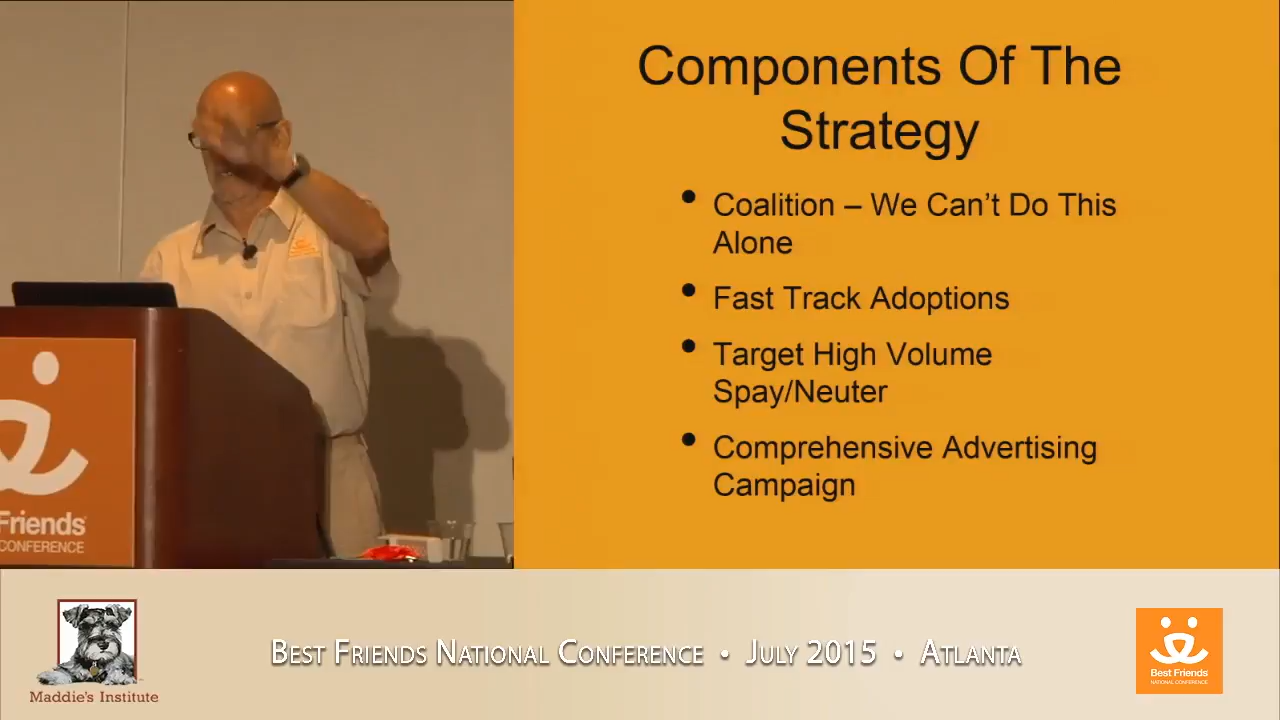 Components Of The
Strategy
• Coalition – We Can't Do This
Alone
• Fast Track Adoptions
• Target High Volume
Spay/Neuter
• Comprehensive Advertising
Campaign
Friends
CONFERENCE
Maddie's Institute
Best Friends National Conference • July 2015 • Atlanta
Best Friends
NATIONAL CONFERENCE